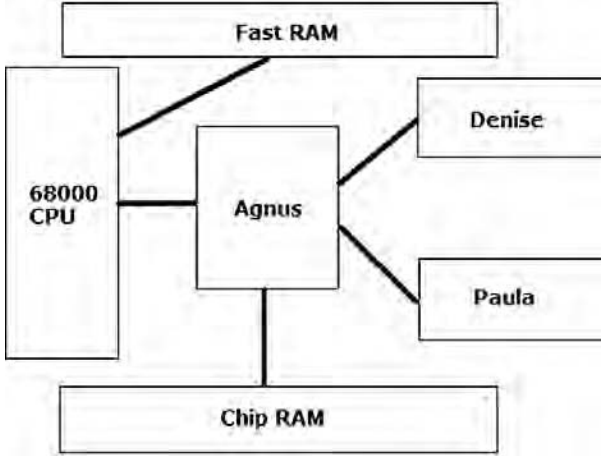 Fast RAM
Denise
68000
CPU
Agnus
Paula
Chip RAM